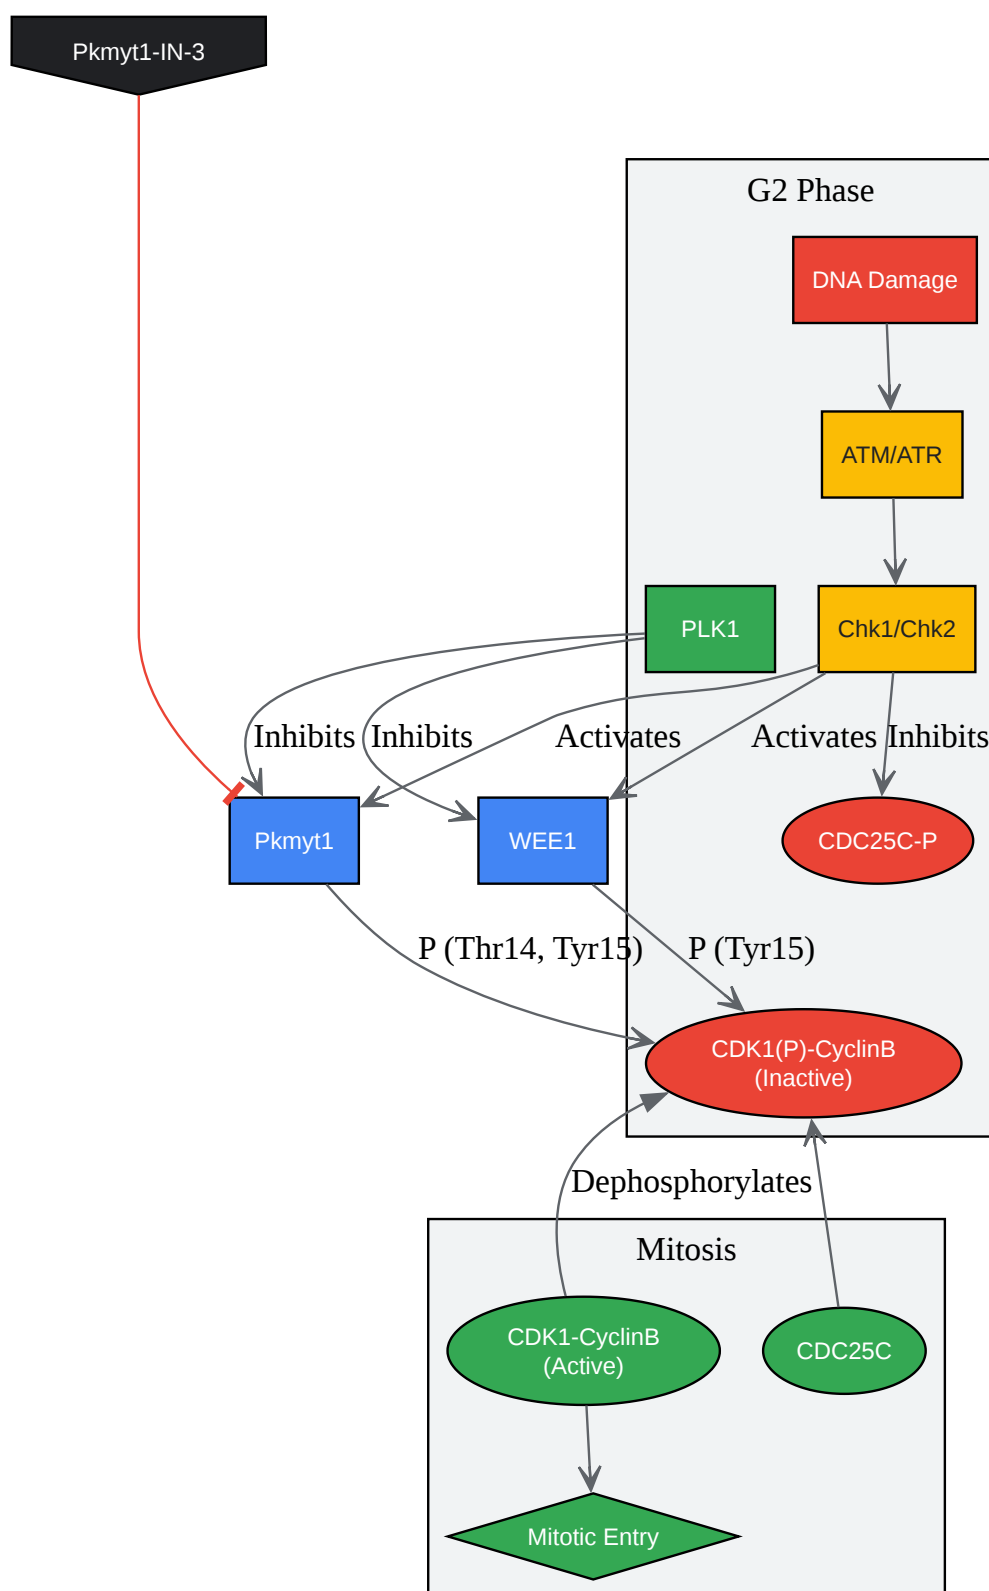 Pkmyt1-IN-3
G2 Phase
DNA Damage
ATM/ATR
PLK1
Chk1/Chk2
Inhibits
Inhibits
Activates
Activates
Inhibits
Pkmyt1
WEE1
CDC25C-P
P (Thr14, Tyr15)
P (Tyr15)
CDK1(P)-CyclinB
(Inactive)
Dephosphorylates
Mitosis
CDK1-CyclinB
(Active)
CDC25C
Mitotic Entry